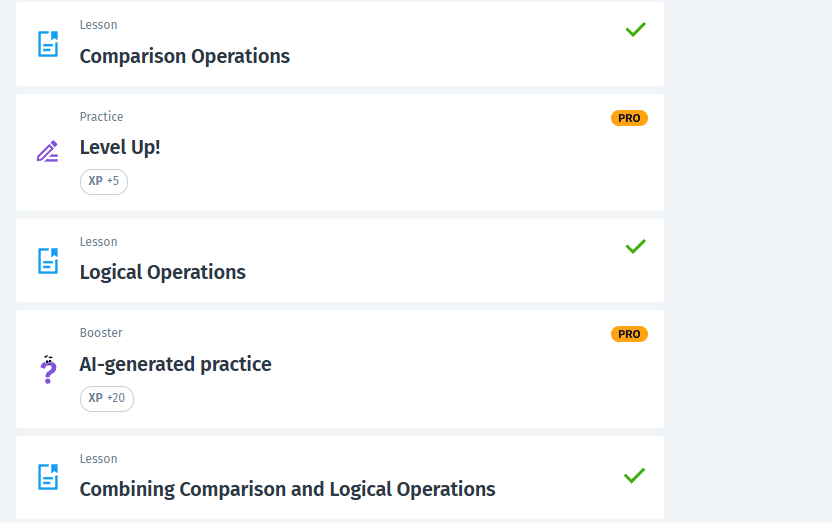 Lesson
Comparison Operations
Practice
PRO
Level Up!
XP +5
Lesson
Logical Operations
Booster
PRO
AI-generated practice
XP +20
Lesson
Combining Comparison and Logical Operations